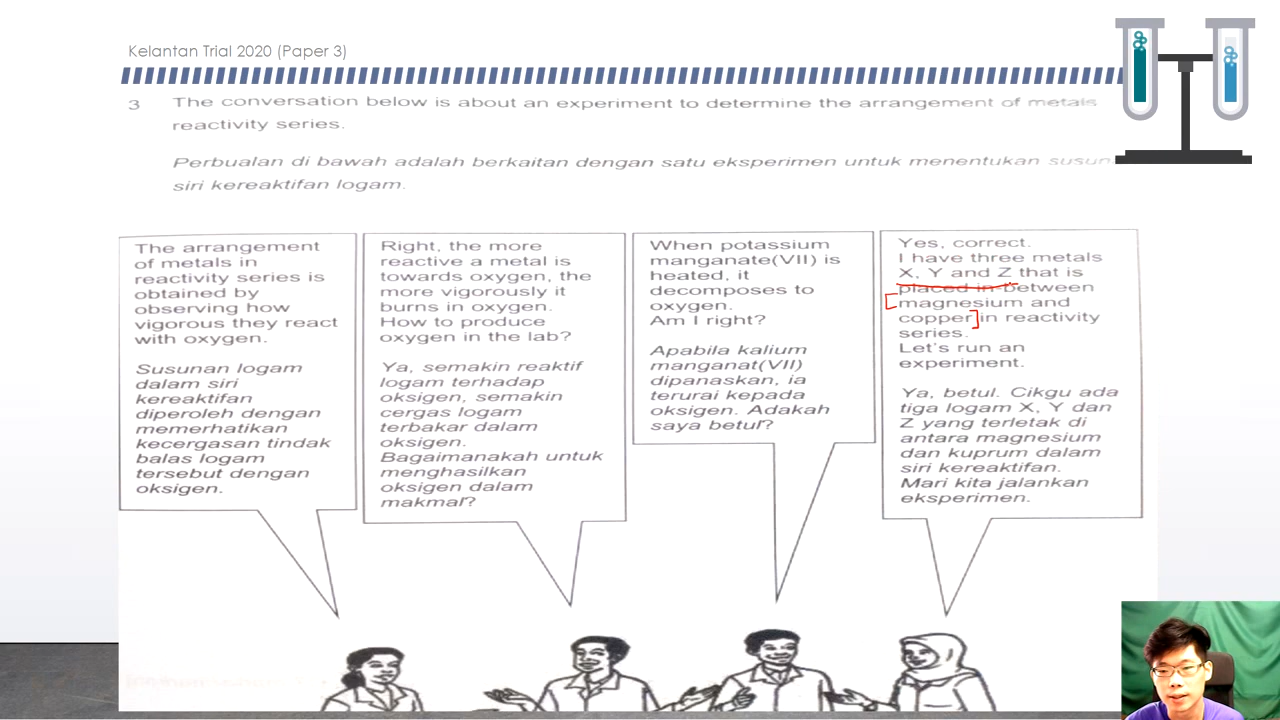 Kelantan Trial 2020 (Paper 3)
3 The conversation below is about an experiment to determine the arrangement of metals
reactivity series.
Perbualan di bawah adalah berkaitan dengan satu eksperimen untuk menentukan
siri kereaktifan logam.
The arrangement
of metals in
reactivity series is
obtained by
observing how
vigorous they react
with oxygen.
Susunan logam
dalam siri
kereaktifan
diperoleh dengan
memerhatikan
kecergasan tindak
balas logam
tersebut dengan
oksigen.
Right, the more
reactive a metal is
towards oxygen, the
more vigorously it
burns in oxygen.
How to produce
oxygen in the lab?
Ya, semakin reaktif
logam terhadap
oksigen, semakin
cergas logam
terbakar dalam
oksigen.
Bagaimanakah untuk
menghasilkan
oksigen dalam
makmal?
When potassium
manganate(VII) is
heated, it
decomposes to
oxygen.
Am I right?
Apabila kalium
manganat(VII)
dipanaskan, ia
terurai kepada
oksigen. Adakah
saya betul?
Yes, correct.
I have three metals
X, Y and Z that is
placed in between
magnesium and
copper in reactivity
series.
Let's run an
experiment.
Ya, betul. Cikgu ada
tiga logam X, Y dan
Z yang terletak di
antara magnesium
dan kuprum dalam
siri kereaktifan.
Mari kita jalankan
eksperimen.